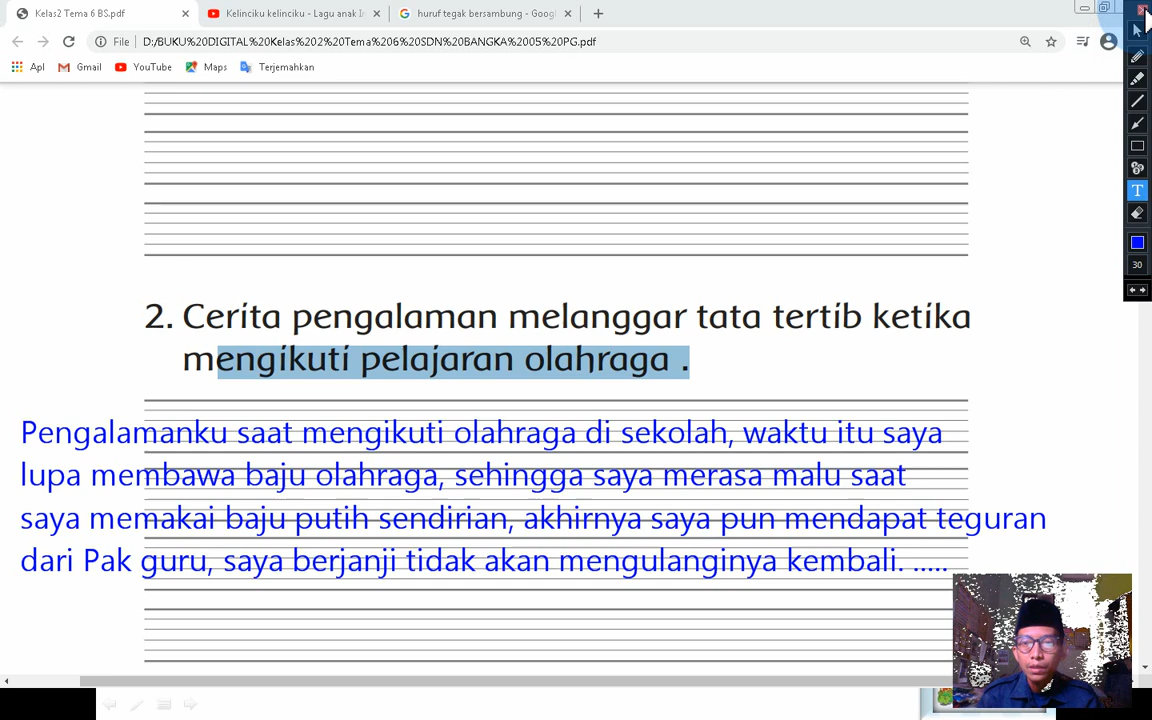 Kelas2 Tema 6 BS.pdf
Kelinciku kelinciku - Lagu anak In
huruf tegak bersambung - Goog
File D:/BUKU%20DIGITAL%20Kelas%202%20Tema%206%20SDN%20BANGKA%2005%20PG.pdf
Apl Gmail YouTube Maps Terjemahkan
2. Cerita pengalaman melanggar tata tertib ketika
mengikuti pelajaran olahraga .
Pengalamanku saat mengikuti olahraga di sekolah, waktu itu saya
lupa membawa baju olahraga, sehingga saya merasa malu saat
saya memakai baju putih sendirian, akhirnya saya pun mendapat teguran
dari Pak guru, saya berjanji tidak akan mengulanginya kembali. .....
T
30